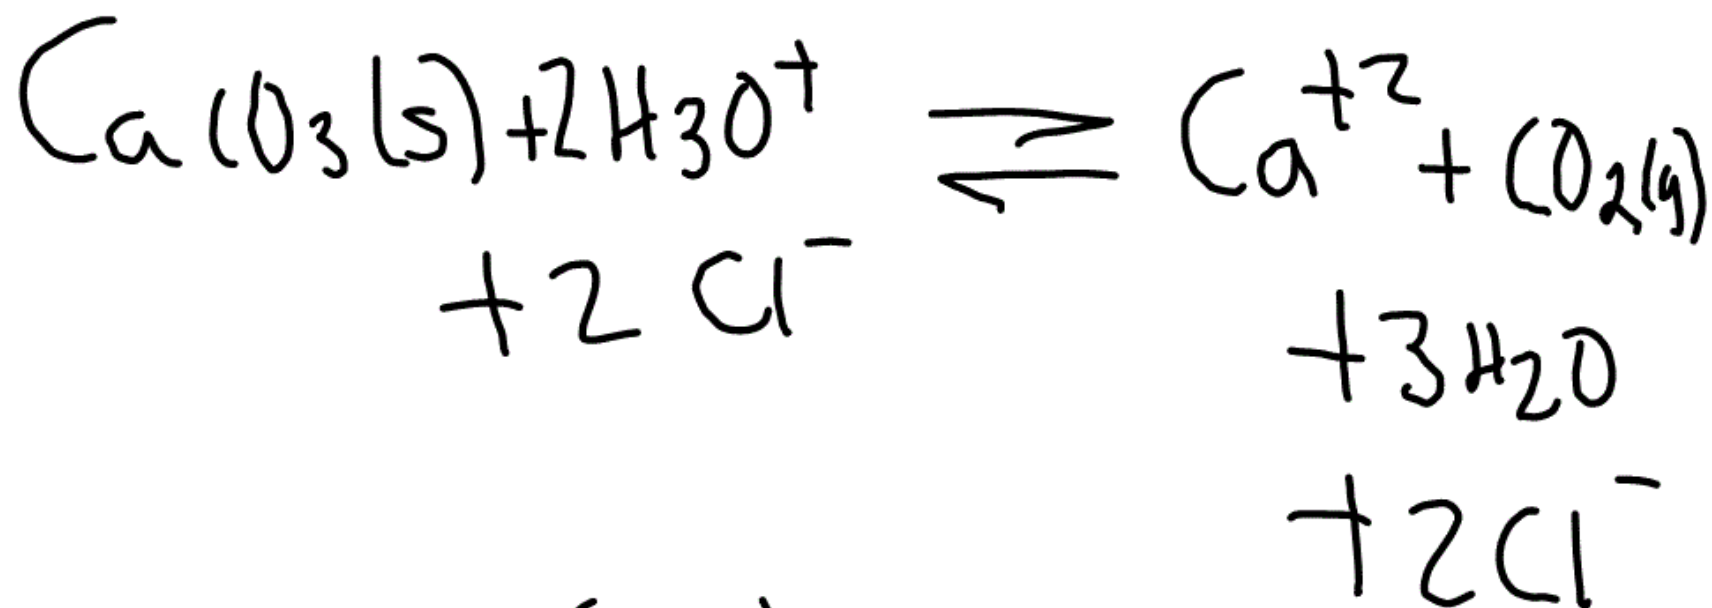 CaCO3(s) + 2H3O⁺ ⇌ Ca⁺² + CO2(g)
+ 2 Cl⁻
+ 3H2O
+ 2Cl⁻